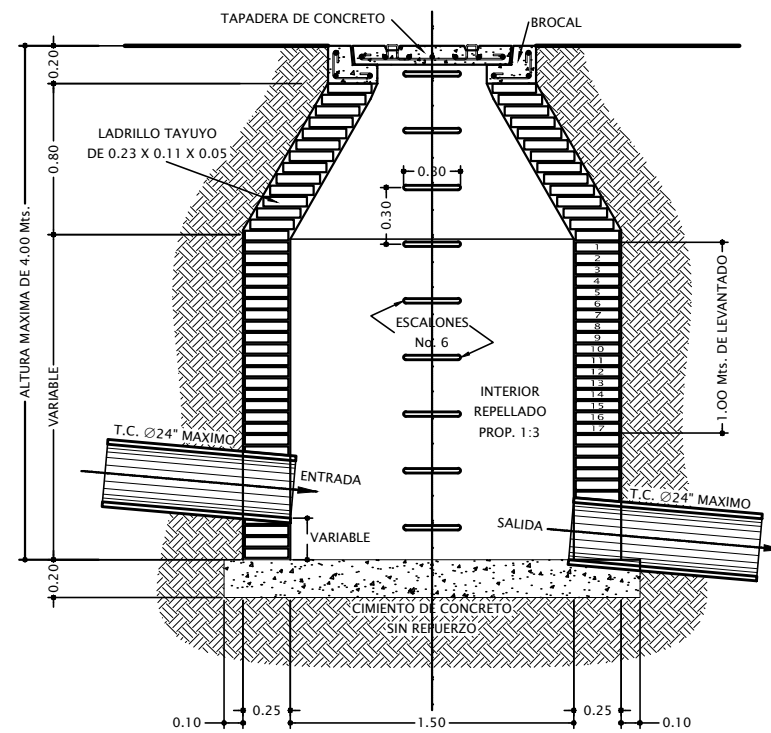 TAPADERA DE CONCRETO
BROCAL
0.20
LADRILLO TAYUYO
DE 0.23 X 0.11 X 0.05
0.80
0.30
0.30
ALTURA MAXIMA DE 4.00 Mts.
1
2
3
4
5
6
7
8
9
10
11
12
13
14
15
16
17
1.00 Mts. DE LEVANTADO
ESCALONES
No. 6
INTERIOR
REPELLADO
PROP. 1:3
VARIABLE
T.C. Ø24" MAXIMO
ENTRADA
T.C. Ø24" MAXIMO
SALIDA
VARIABLE
0.20
CIMIENTO DE CONCRETO
SIN REFUERZO
0.25
0.25
0.10
1.50
0.10